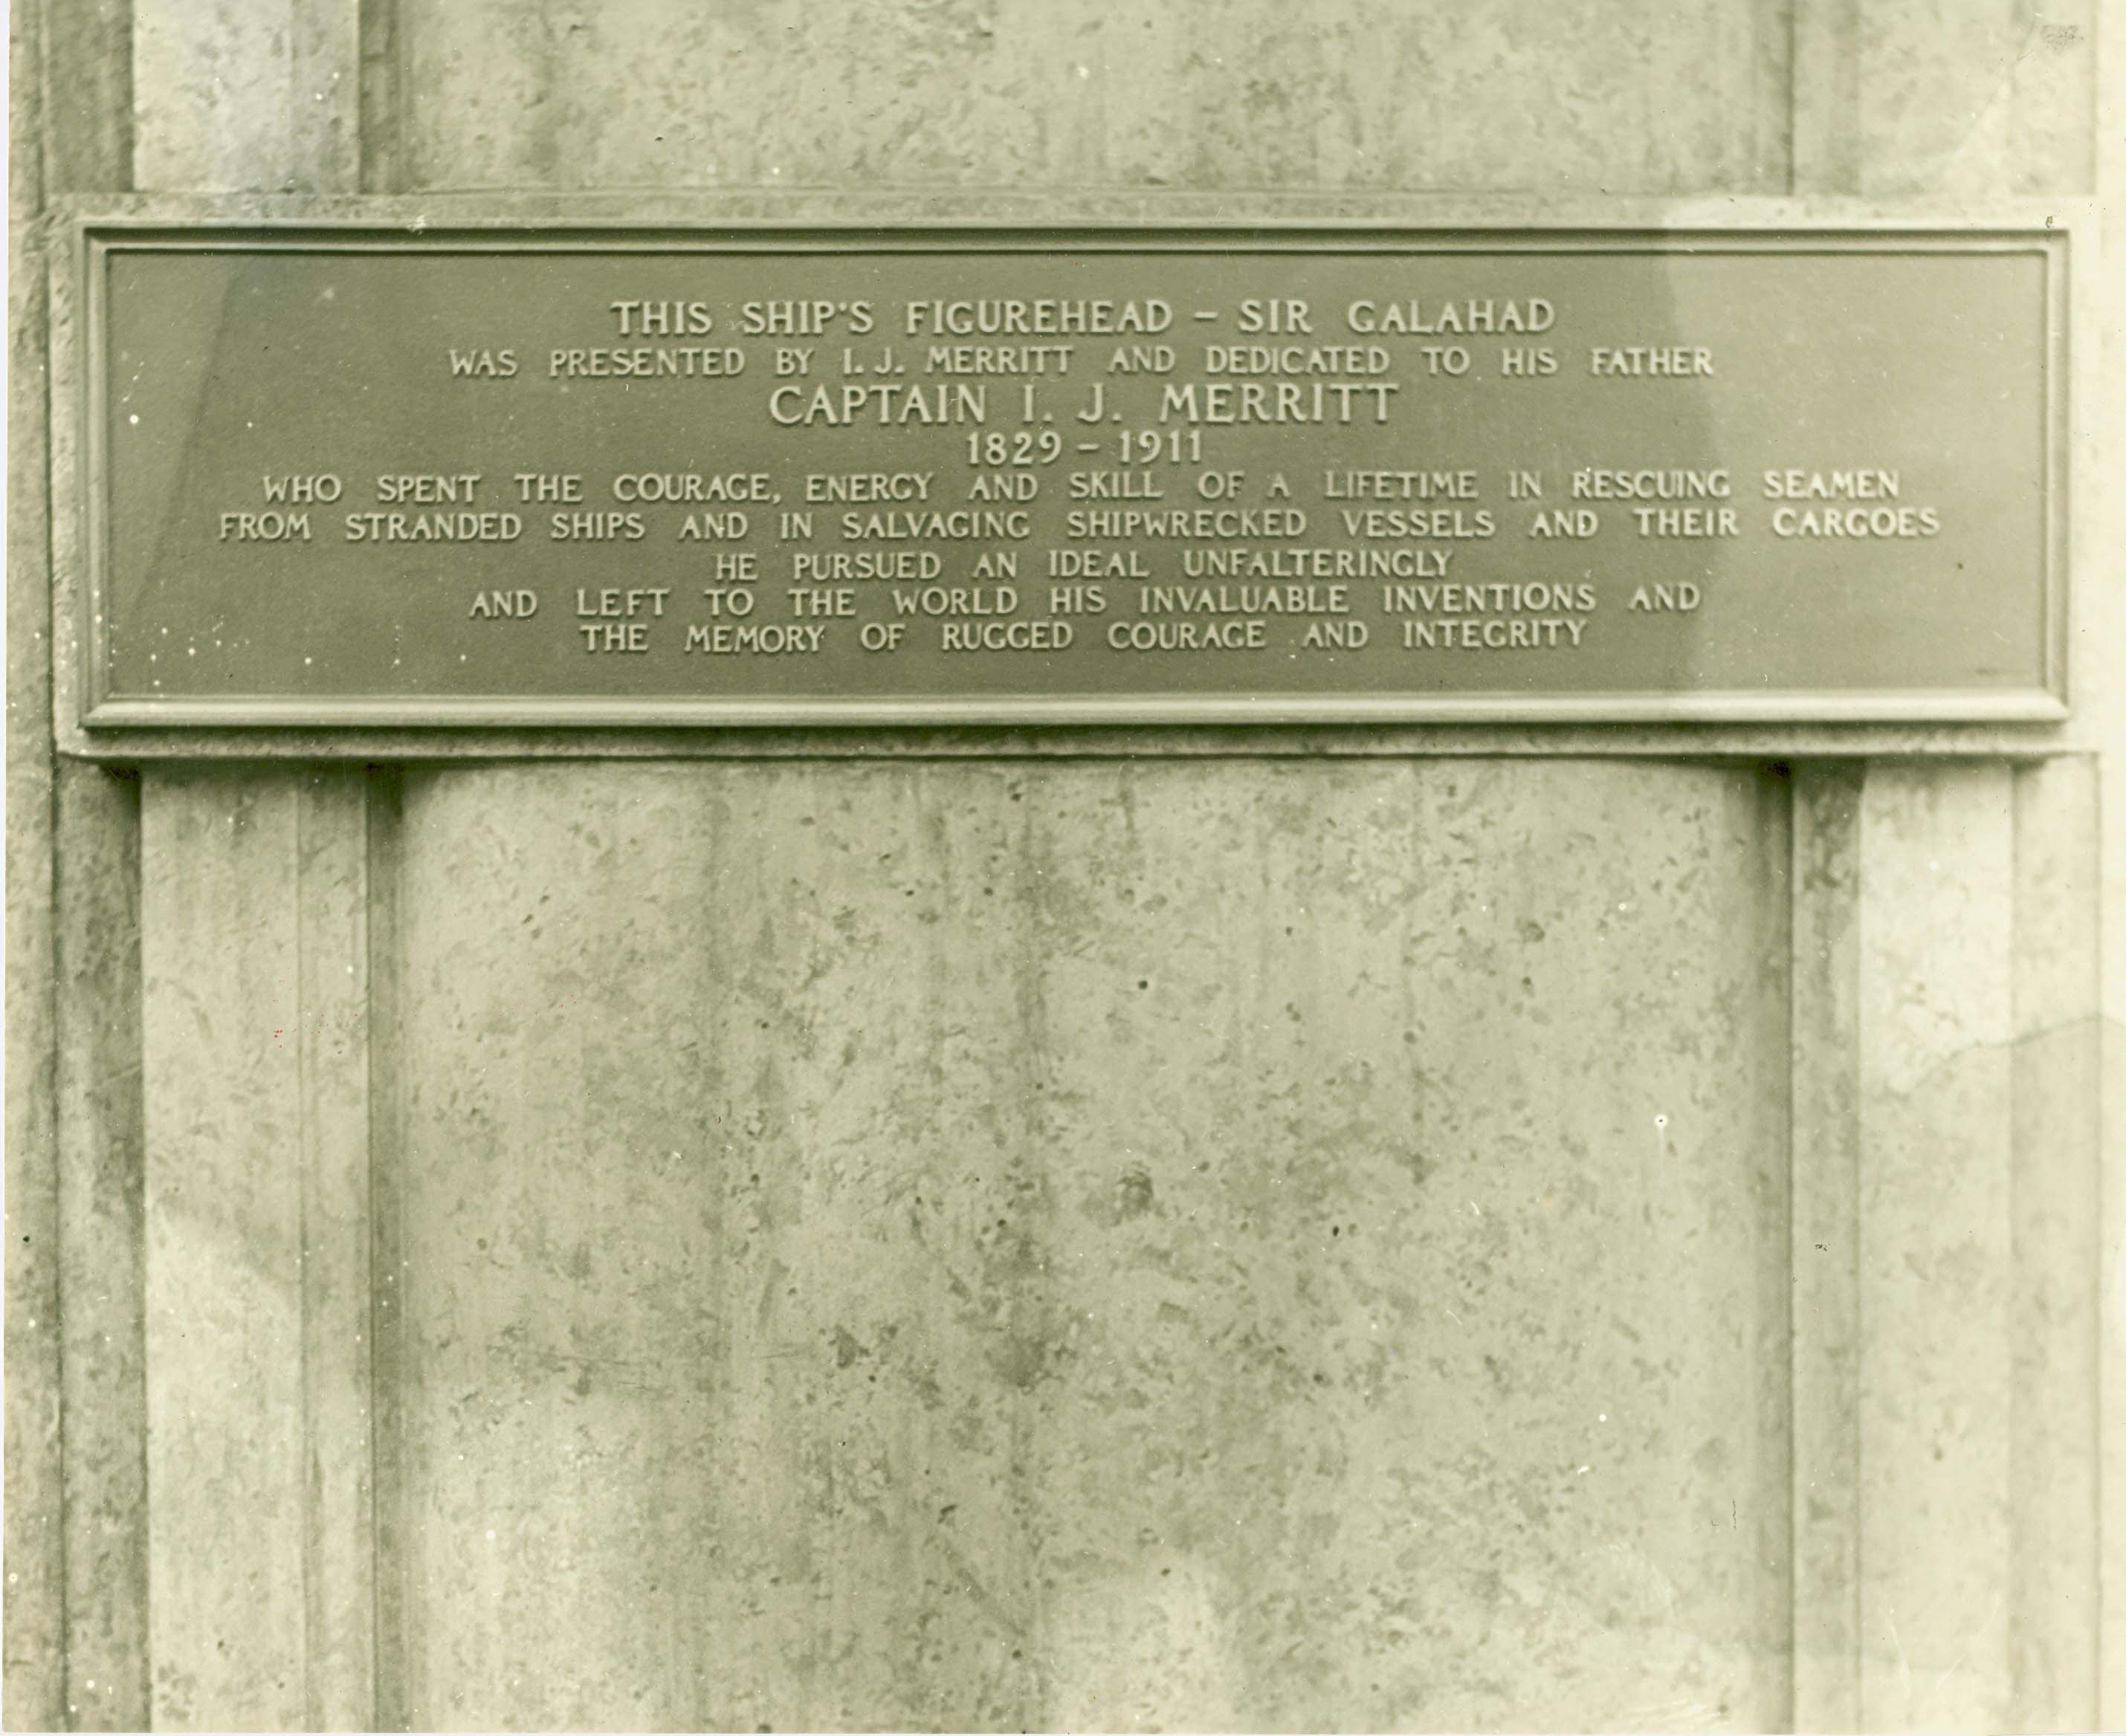 THIS SHIP'S FIGUREHEAD – SIR GALAHAD
WAS PRESENTED BY I. J. MERRITT AND DEDICATED TO HIS FATHER
CAPTAIN I. J. MERRITT
1829 – 1911
WHO SPENT THE COURAGE, ENERGY AND SKILL OF A LIFETIME IN RESCUING SEAMEN
FROM STRANDED SHIPS AND IN SALVAGING SHIPWRECKED VESSELS AND THEIR CARGOES
HE PURSUED AN IDEAL UNFALTERINGLY
AND LEFT TO THE WORLD HIS INVALUABLE INVENTIONS AND
THE MEMORY OF RUGGED COURAGE AND INTEGRITY